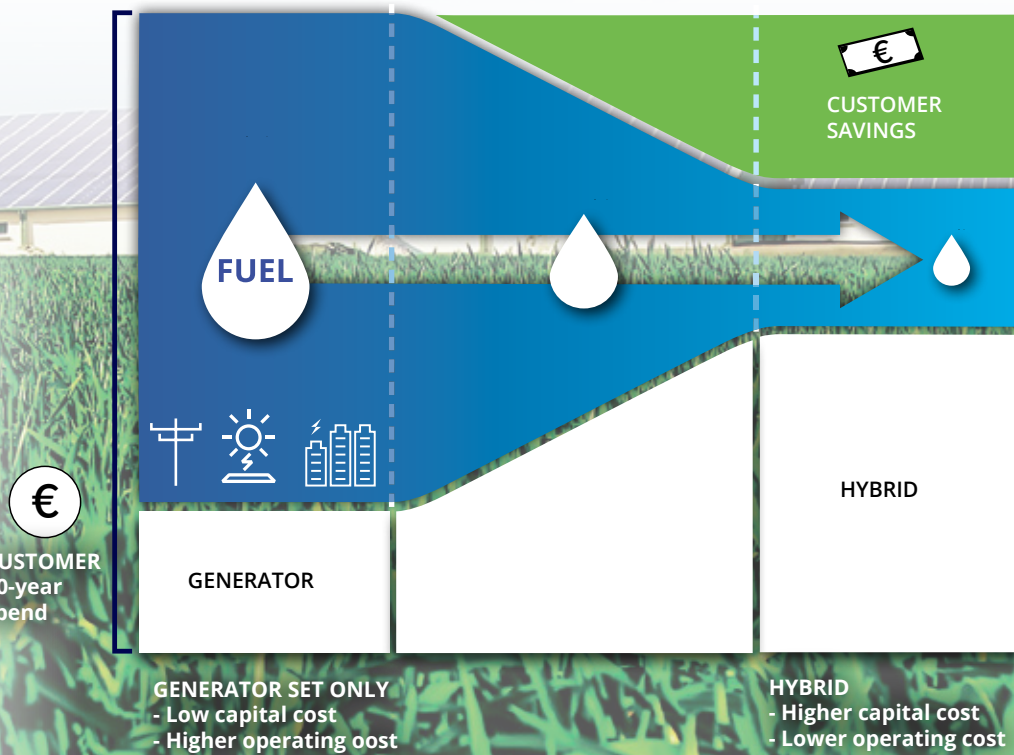 €
CUSTOMER
SAVINGS
FUEL
€
USTOMER
0-year
pend
GENERATOR
HYBRID
GENERATOR SET ONLY
- Low capital cost
- Higher operating oost
HYBRID
- Higher capital cost
- Lower operating cost